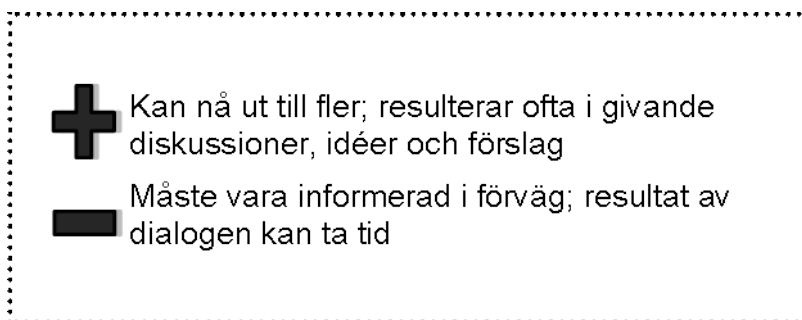 Kan nå ut till fler; resulterar ofta i givande
diskussioner, idéer och förslag
Måste vara informerad i förväg; resultat av
dialogen kan ta tid